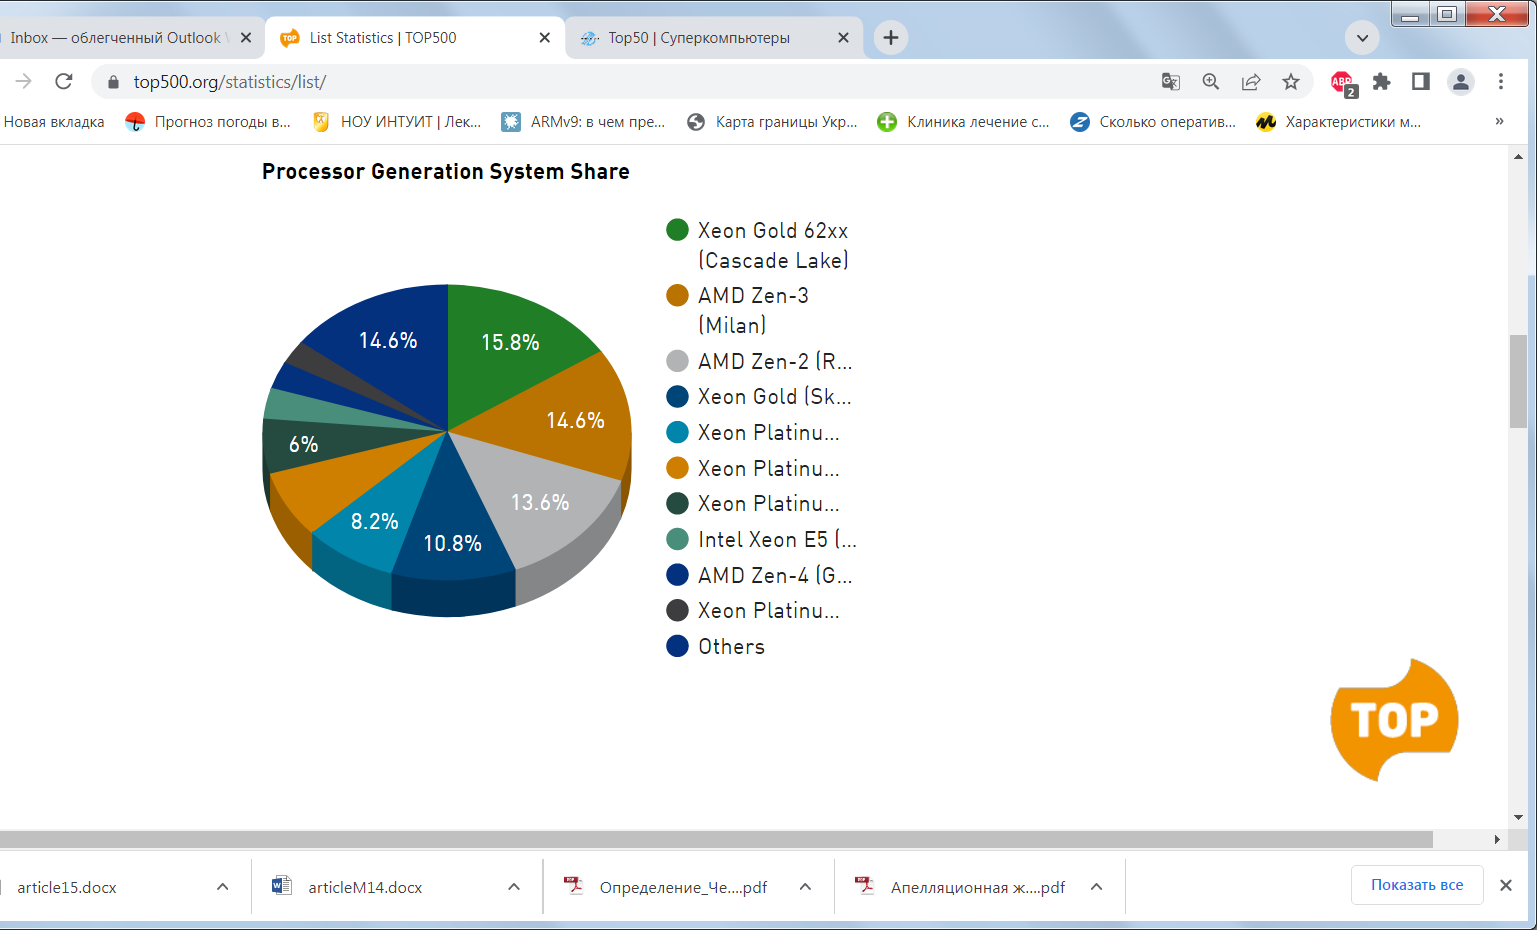 Inbox — облегченный Outlook
List Statistics | TOP500
Top50 | Суперкомпьютеры
top500.org/statistics/list/
ABP
2
Новая вкладка
Прогноз погоды в...
НОУ ИНТУИТ | Лек...
ARMv9: в чем пре...
Карта границы Укр...
Клиника лечение с...
Сколько оператив...
Характеристики м...
»
Processor Generation System Share
14.6%
15.8%
14.6%
13.6%
10.8%
8.2%
6%
Xeon Gold 62xx
(Cascade Lake)
AMD Zen-3
(Milan)
AMD Zen-2 (R...
Xeon Gold (Sk...
Xeon Platinu...
Xeon Platinu...
Xeon Platinu...
Intel Xeon E5 (...
AMD Zen-4 (G...
Xeon Platinu...
Others
TOP
article15.docx
articleM14.docx
Определение_Че....pdf
Апелляционная ж....pdf
Показать все